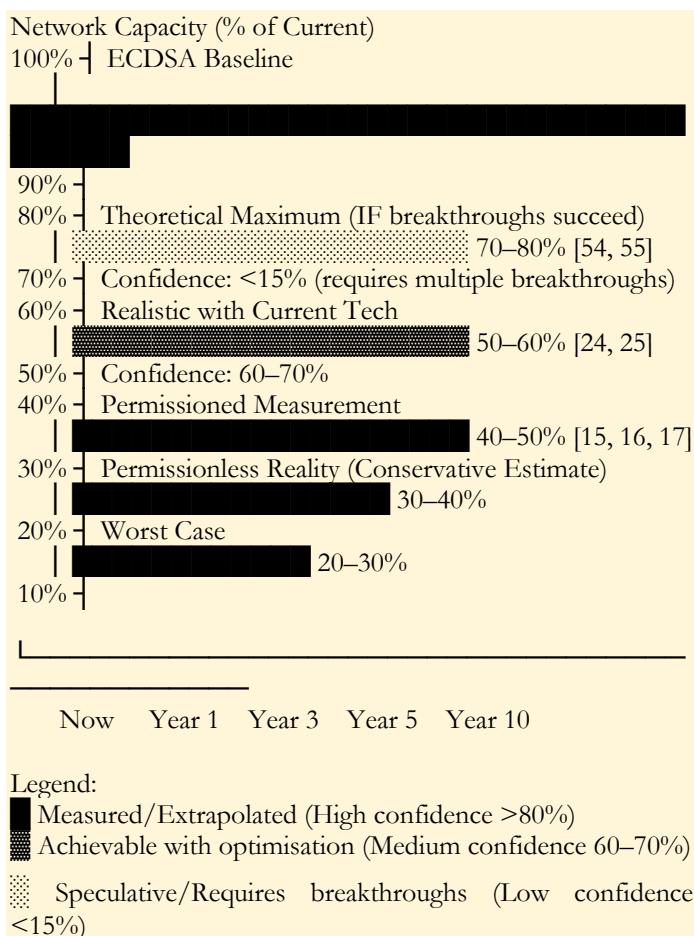 Network Capacity (% of Current)
100% ┤ ECDSA Baseline
90%
80% Theoretical Maximum (IF breakthroughs succeed)
70–80% [54, 55]
70% Confidence: <15% (requires multiple breakthroughs)
60% Realistic with Current Tech
50–60% [24, 25]
50% Confidence: 60–70%
40% Permissioned Measurement
40–50% [15, 16, 17]
30% Permissionless Reality (Conservative Estimate)
30–40%
20% Worst Case
20–30%
10%
Now Year 1 Year 3 Year 5 Year 10
Legend:
Measured/Extrapolated (High confidence >80%)
Achievable with optimisation (Medium confidence 60–70%)
Speculative/Requires breakthroughs (Low confidence
<15%)